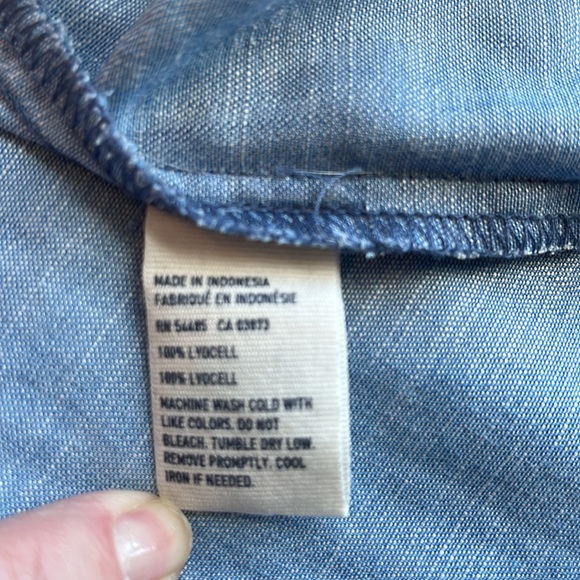 MADE IN INDONESIA
FABRIQUÉ EN INDONÉSIE
RN 54485 CA 03873
100% LYOCELL
100% LYOCELL
MACHINE WASH COLD WITH
LIKE COLORS. DO NOT
BLEACH. TUMBLE DRY LOW.
REMOVE PROMPTLY. COOL
IRON IF NEEDED.